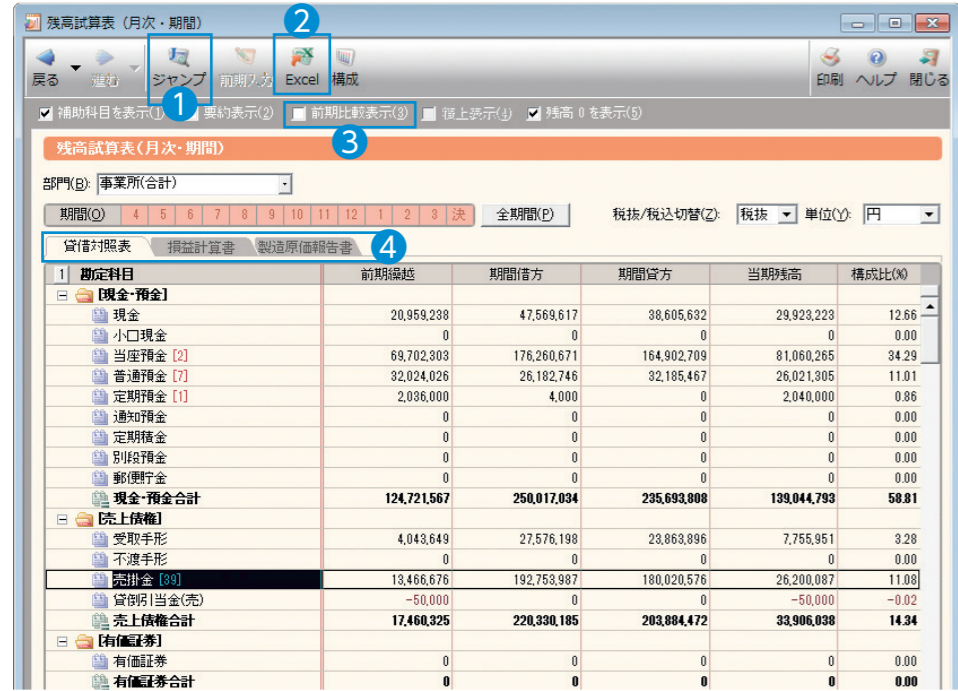 残高試算表（月次・期間）
2
戻る 進む ジャンプ Excel 構成 印刷 ヘルプ 閉じる
1
補助科目を表示(1) 要約表示(2) 前期比較表示(3) 残高 0 を表示(5)
3
残高試算表(月次・期間)
部門(B): 事業所(合計)
期間(O) 4 5 6 7 8 9 10 11 12 1 2 3 決 全期間(P) 税抜/税込切替(Z): 税抜 単位(Y): 円
貸借対照表 損益計算書 製造原価報告書 4
1 勘定科目 前期繰越 期間借方 期間貸方 当期残高 構成比(%)
[現金・預金]
現金 20,959,238 47,569,617 38,605,632 29,923,223 12.66
小口現金 0 0 0 0 0.00
当座預金 [2] 69,702,303 176,260,671 164,902,709 81,060,265 34.29
普通預金 [7] 32,024,026 26,182,746 32,185,467 26,021,305 11.01
定期預金 [1] 2,036,000 4,000 0 2,040,000 0.86
通知預金 0 0 0 0 0.00
定期積金 0 0 0 0 0.00
別段預金 0 0 0 0 0.00
郵便貯金 0 0 0 0 0.00
現金・預金合計 124,721,567 250,017,034 235,693,808 139,044,793 58.81
[売上債権]
受取手形 4,043,649 27,576,198 23,863,896 7,755,951 3.28
不渡手形 0 0 0 0 0.00
売掛金 [39] 13,466,676 192,753,987 180,020,576 26,200,087 11.08
貸倒引当金(売) -50,000 0 0 -50,000 -0.02
売上債権合計 17,460,325 220,330,185 203,884,472 33,906,038 14.34
[有価証券]
有価証券 0 0 0 0 0.00
有価証券合計 0 0 0 0 0.00